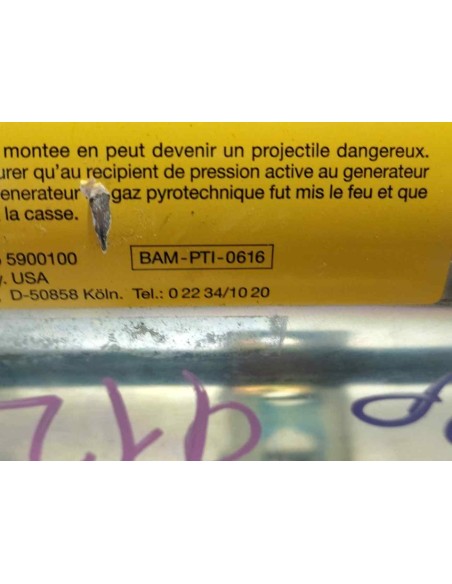 montee en peut devenir un projectile dangereux.
urer qu'au recipient de pression active au generateur
enerateur gaz pyrotechnique fut mis le feu et que
la casse.
5900100
BAM-PTI-0616
. USA
D-50858 Köln. Tel.: 0 22 34/10 20